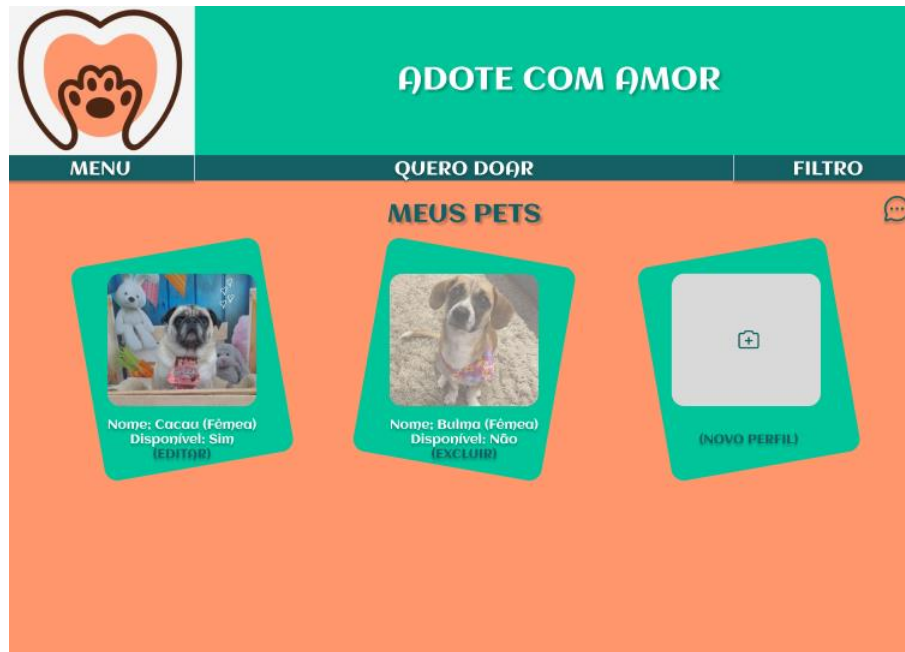 ADOTE COM AMOR
MENU
QUERO DOAR
FILTRO
MEUS PETS
Nome: Cacau (Fêmea)
Disponível: Sim
(EDITAR)
Nome: Bulma (Fêmea)
Disponível: Não
(EXCLUIR)
(NOVO PERFIL)